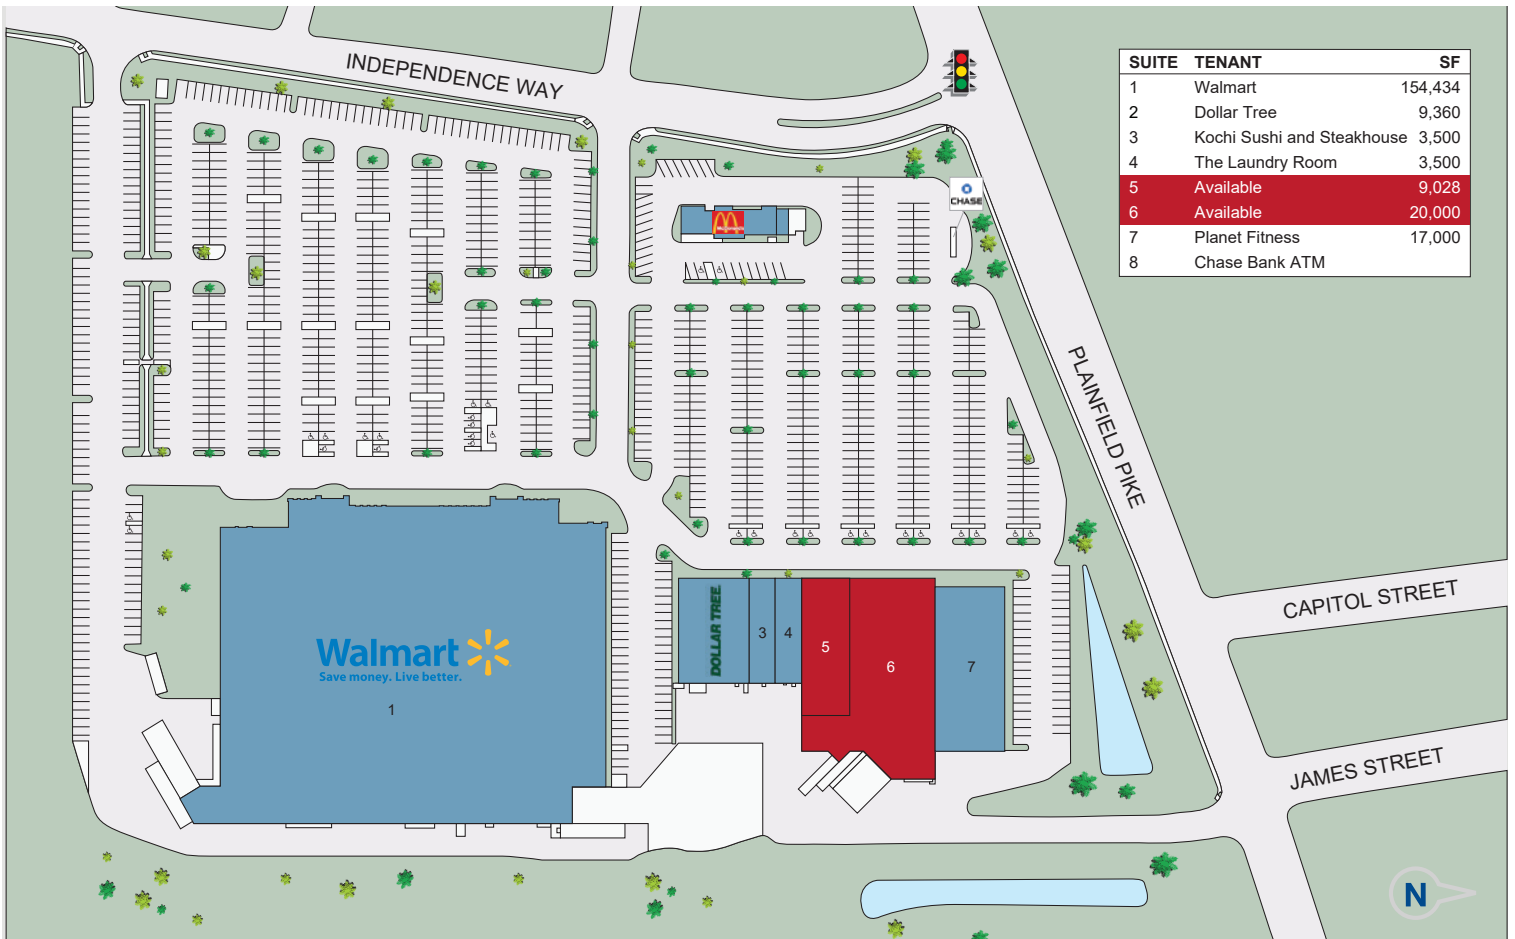 INDEPENDENCE WAY
SUITE TENANT SF
1 Walmart 154,434
2 Dollar Tree 9,360
3 Kochi Sushi and Steakhouse 3,500
4 The Laundry Room 3,500
5 Available 9,028
6 Available 20,000
7 Planet Fitness 17,000
8 Chase Bank ATM
CHASE
PLAINFIELD PIKE
CAPITOL STREET
JAMES STREET
Walmart
Save money. Live better.
1
DOLLAR TREE
3
4
5
6
7
N